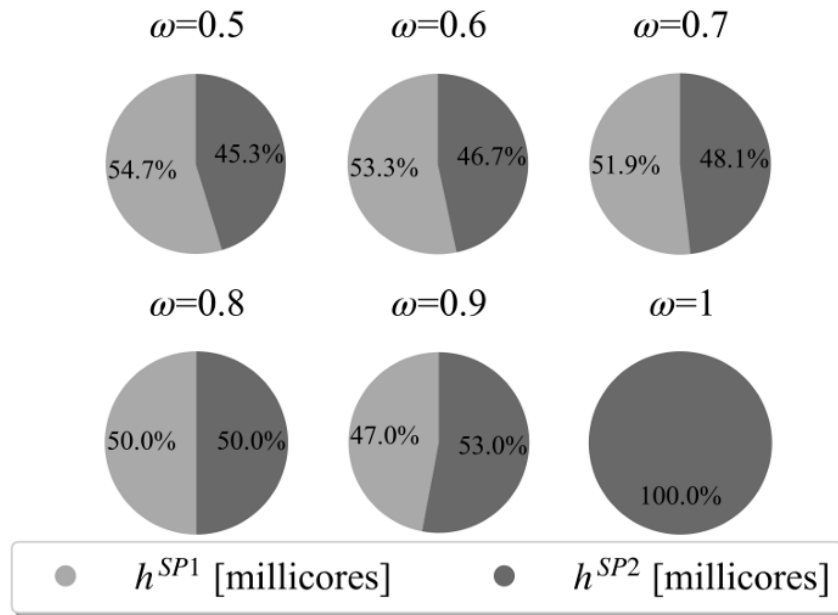 ω=0.5 ω=0.6 ω=0.7
54.7% 45.3% 53.3% 46.7% 51.9% 48.1%
ω=0.8 ω=0.9 ω=1
50.0% 50.0% 47.0% 53.0% 100.0%
h^SP1 [millicores] h^SP2 [millicores]